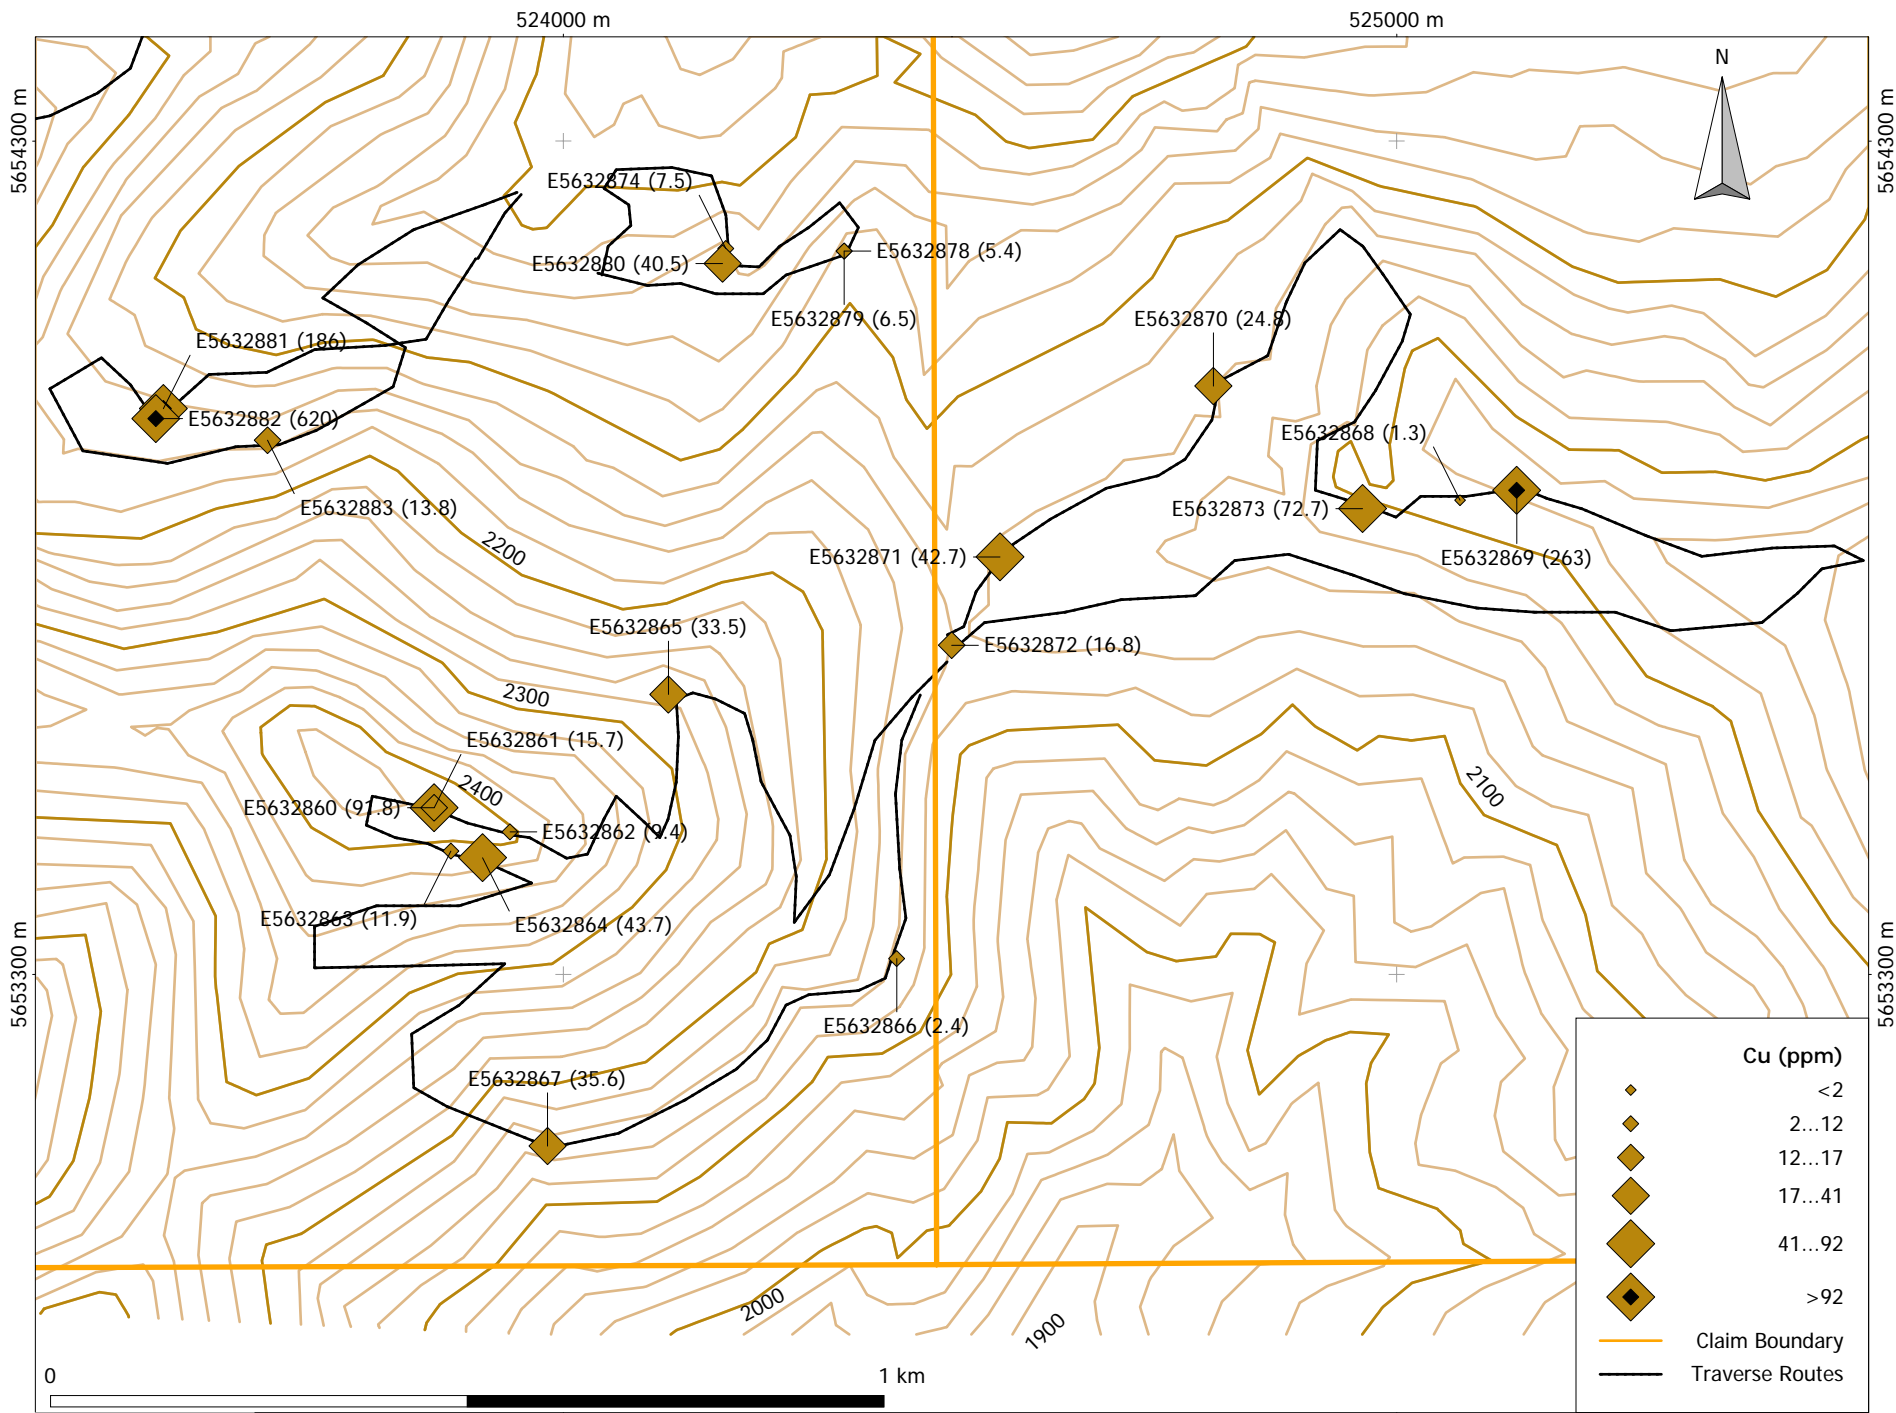 524000 m
525000 m
5654300 m
5654300 m
N
E5632874 (7.5)
E5632878 (5.4)
E5632880 (40.5)
E5632879 (6.5)
E5632870 (24.8)
E5632881 (186)
E5632882 (620)
E5632868 (1.3)
E5632883 (13.8)
E5632873 (72.7)
2200
E5632871 (42.7)
E5632869 (263)
E5632865 (33.5)
E5632872 (16.8)
2300
E5632861 (15.7)
2400
2100
E5632860 (91.8)
E5632862 (9.4)
E5632863 (11.9)
E5632864 (43.7)
5653300 m
5653300 m
E5632866 (2.4)
E5632867 (35.6)
Cu (ppm)
<2
2...12
12...17
17...41
41...92
>92
Claim Boundary
Traverse Routes
2000
1900
0
1 km